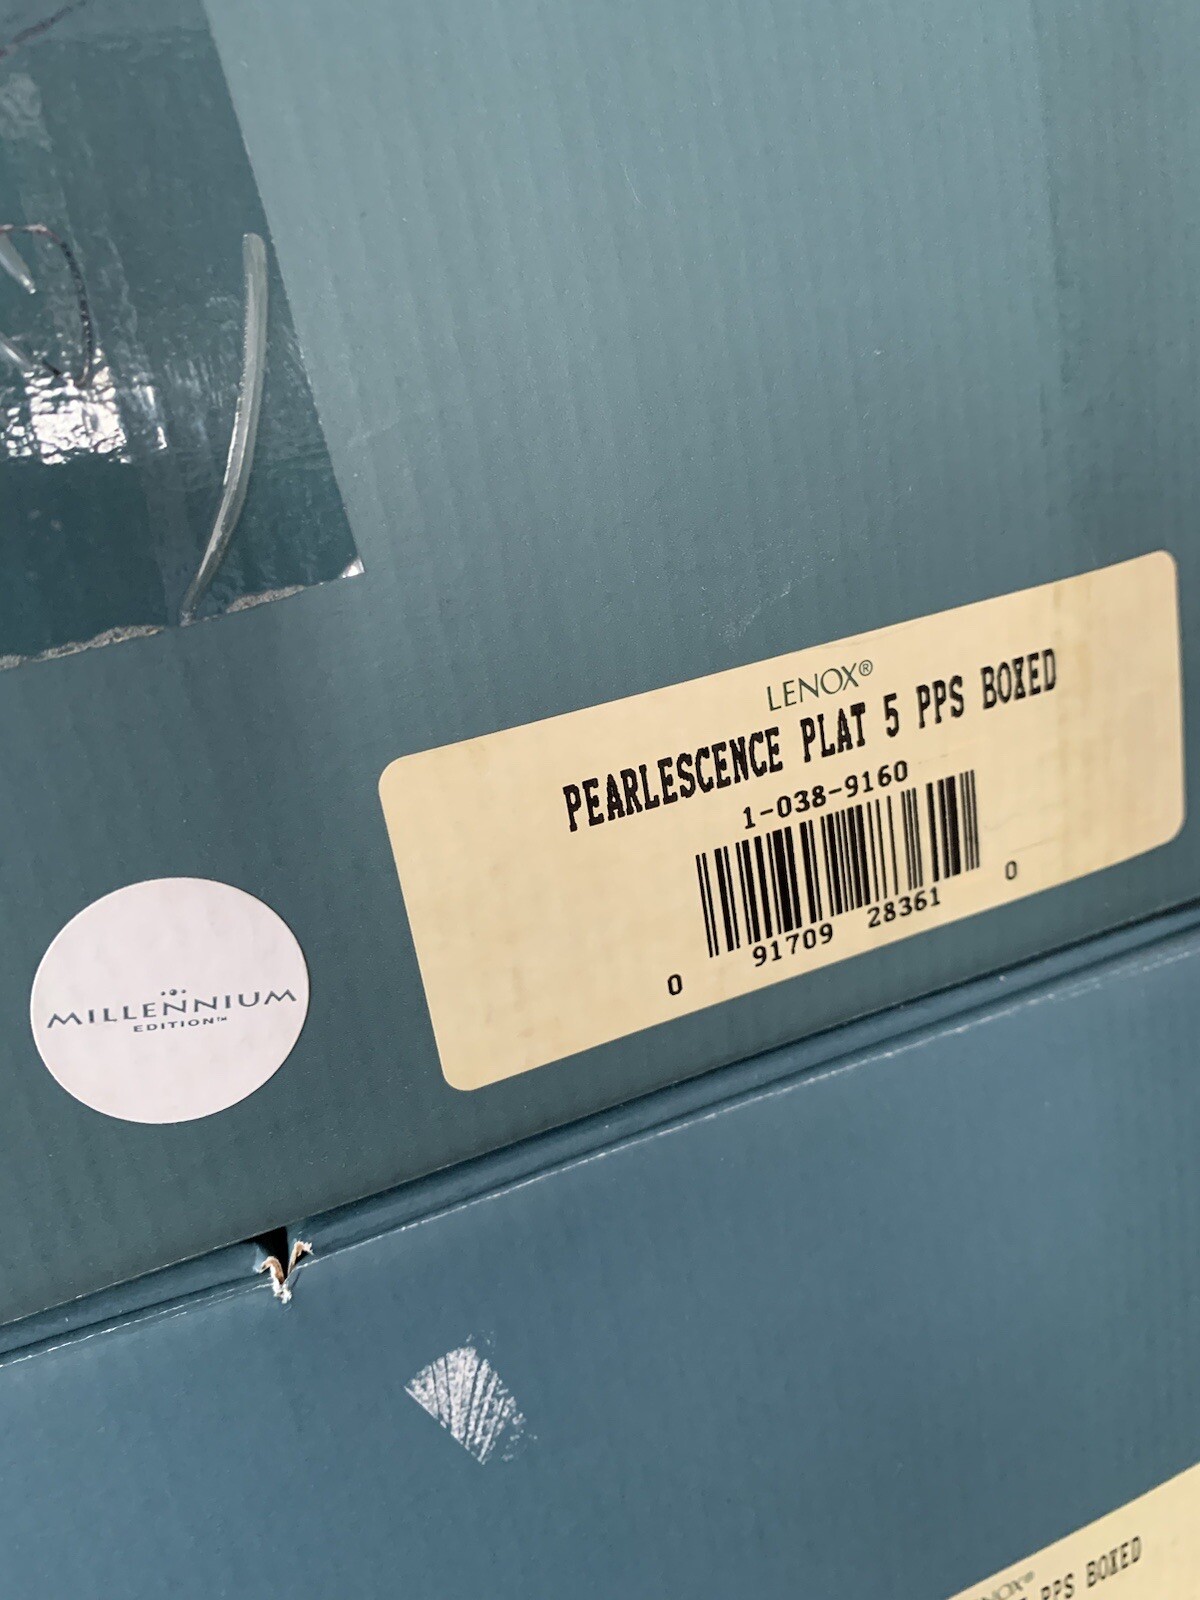 LENOX®
PEARLESCENCE PLAT 5 PPS BOXED
1-038-9160
0 91709 28361 0
MILLENNIUM
EDITION™
PPS BOXED